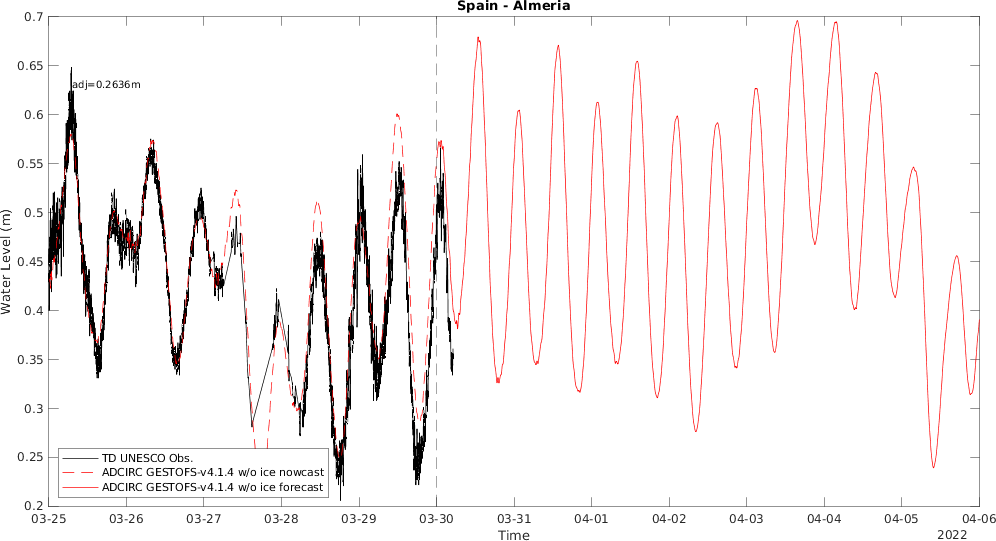 Spain - Almeria
0.7
0.65
0.6
0.55
0.5
0.45
0.4
0.35
0.3
0.25
0.2
Water Level (m)
adj=0.2636m
TD UNESCO Obs.
ADCIRC GESTOFS-v4.1.4 w/o ice nowcast
ADCIRC GESTOFS-v4.1.4 w/o ice forecast
03-25 03-26 03-27 03-28 03-29 03-30 03-31 04-01 04-02 04-03 04-04 04-05 04-06
Time
2022